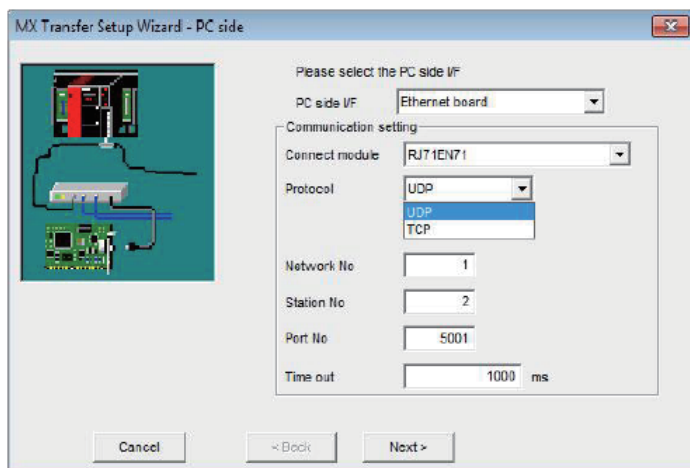 MX Transfer Setup Wizard - PC side
Please select the PC side I/F
PC side I/F Ethernet board
Communication setting
Connect module RJ71EN71
Protocol UDP
UDP
TCP
Network No 1
Station No 2
Port No 5001
Time out 1000 ms
Cancel < Back Next >